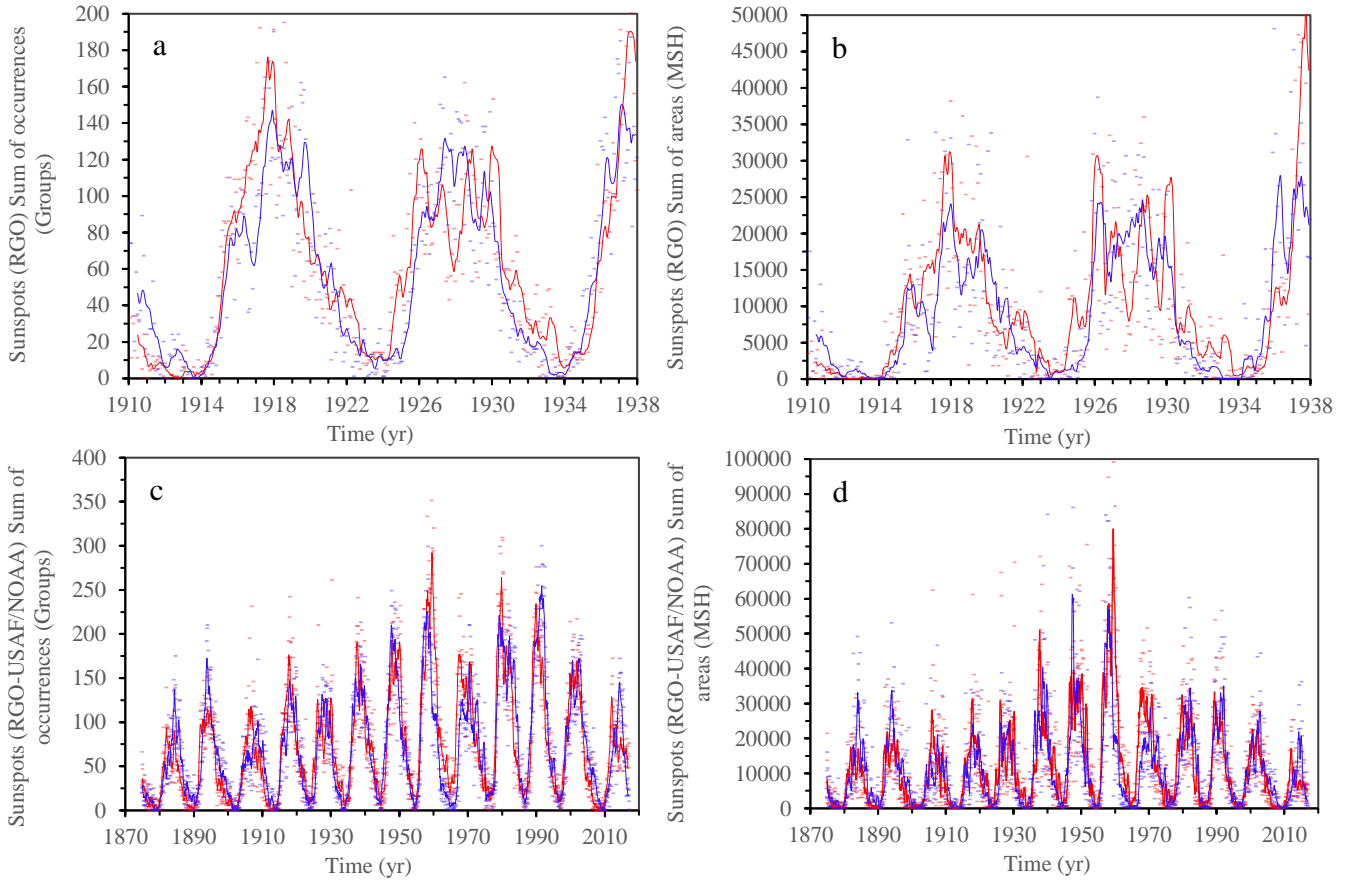 Sunspots (RGO) Sum of occurrences
(Groups)
200
180
160
140
120
100
80
60
40
20
0
a
1910 1914 1918 1922 1926 1930 1934 1938
Time (yr)
Sunspots (RGO) Sum of areas (MSH)
50000
45000
40000
35000
30000
25000
20000
15000
10000
5000
0
b
1910 1914 1918 1922 1926 1930 1934 1938
Time (yr)
Sunspots (RGO-USAF/NOAA) Sum of
occurrences (Groups)
400
350
300
250
200
150
100
50
0
c
1870 1890 1910 1930 1950 1970 1990 2010
Time (yr)
Sunspots (RGO-USAF/NOAA) Sum of
areas (MSH)
100000
90000
80000
70000
60000
50000
40000
30000
20000
10000
0
d
1870 1890 1910 1930 1950 1970 1990 2010
Time (yr)